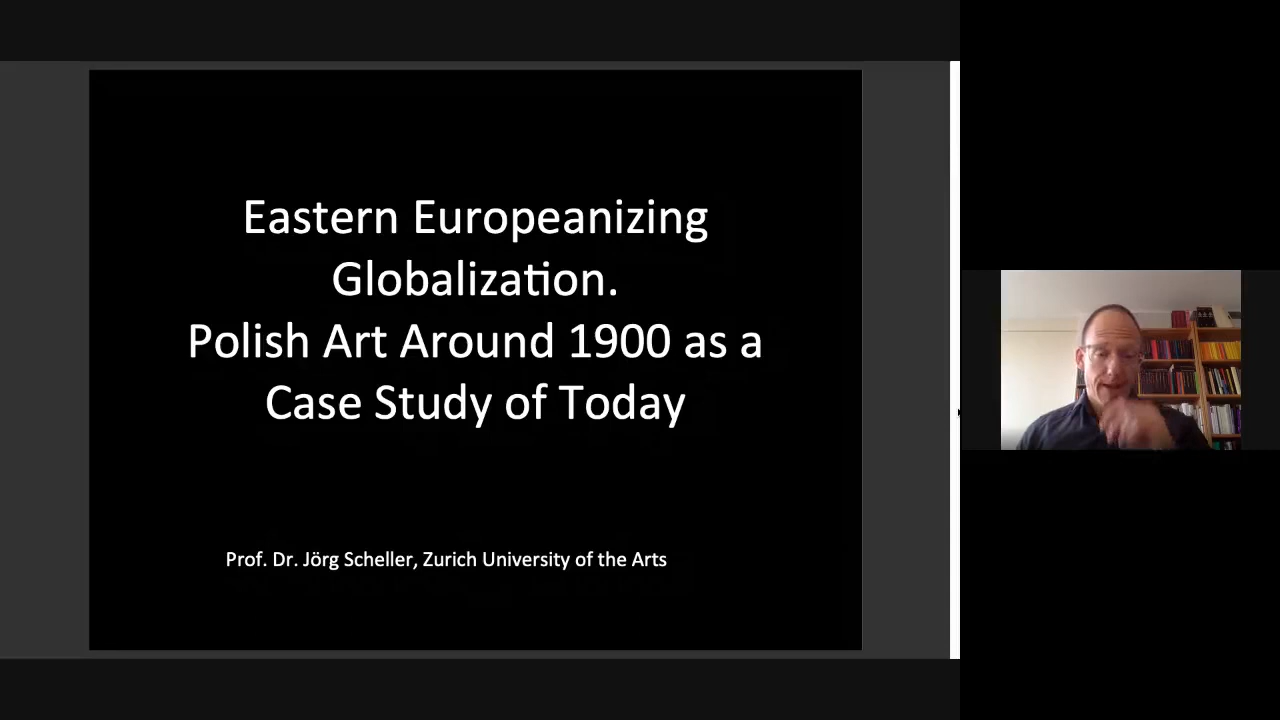 Eastern Europeanizing
Globalization.
Polish Art Around 1900 as a
Case Study of Today
Prof. Dr. Jörg Scheller, Zurich University of the Arts